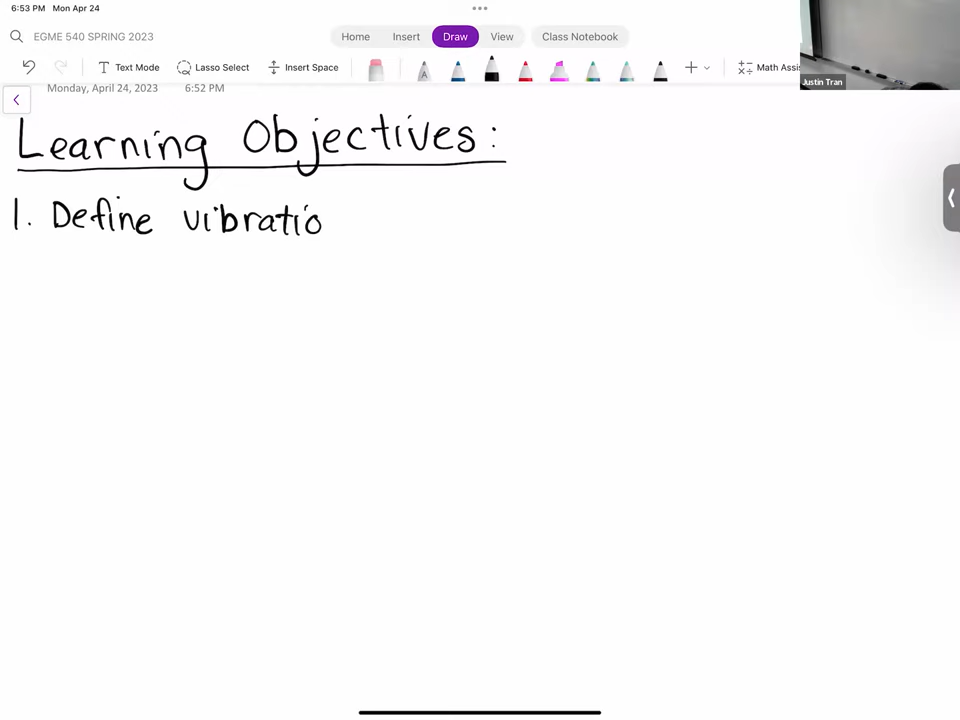 6:53 PM Mon Apr 24
EGME 540 SPRING 2023
Home Insert Draw View Class Notebook
Text Mode Lasso Select Insert Space Math Assis
Justin Tran
Monday, April 24, 2023 6:52 PM
Learning Objectives:
1. Define vibratio